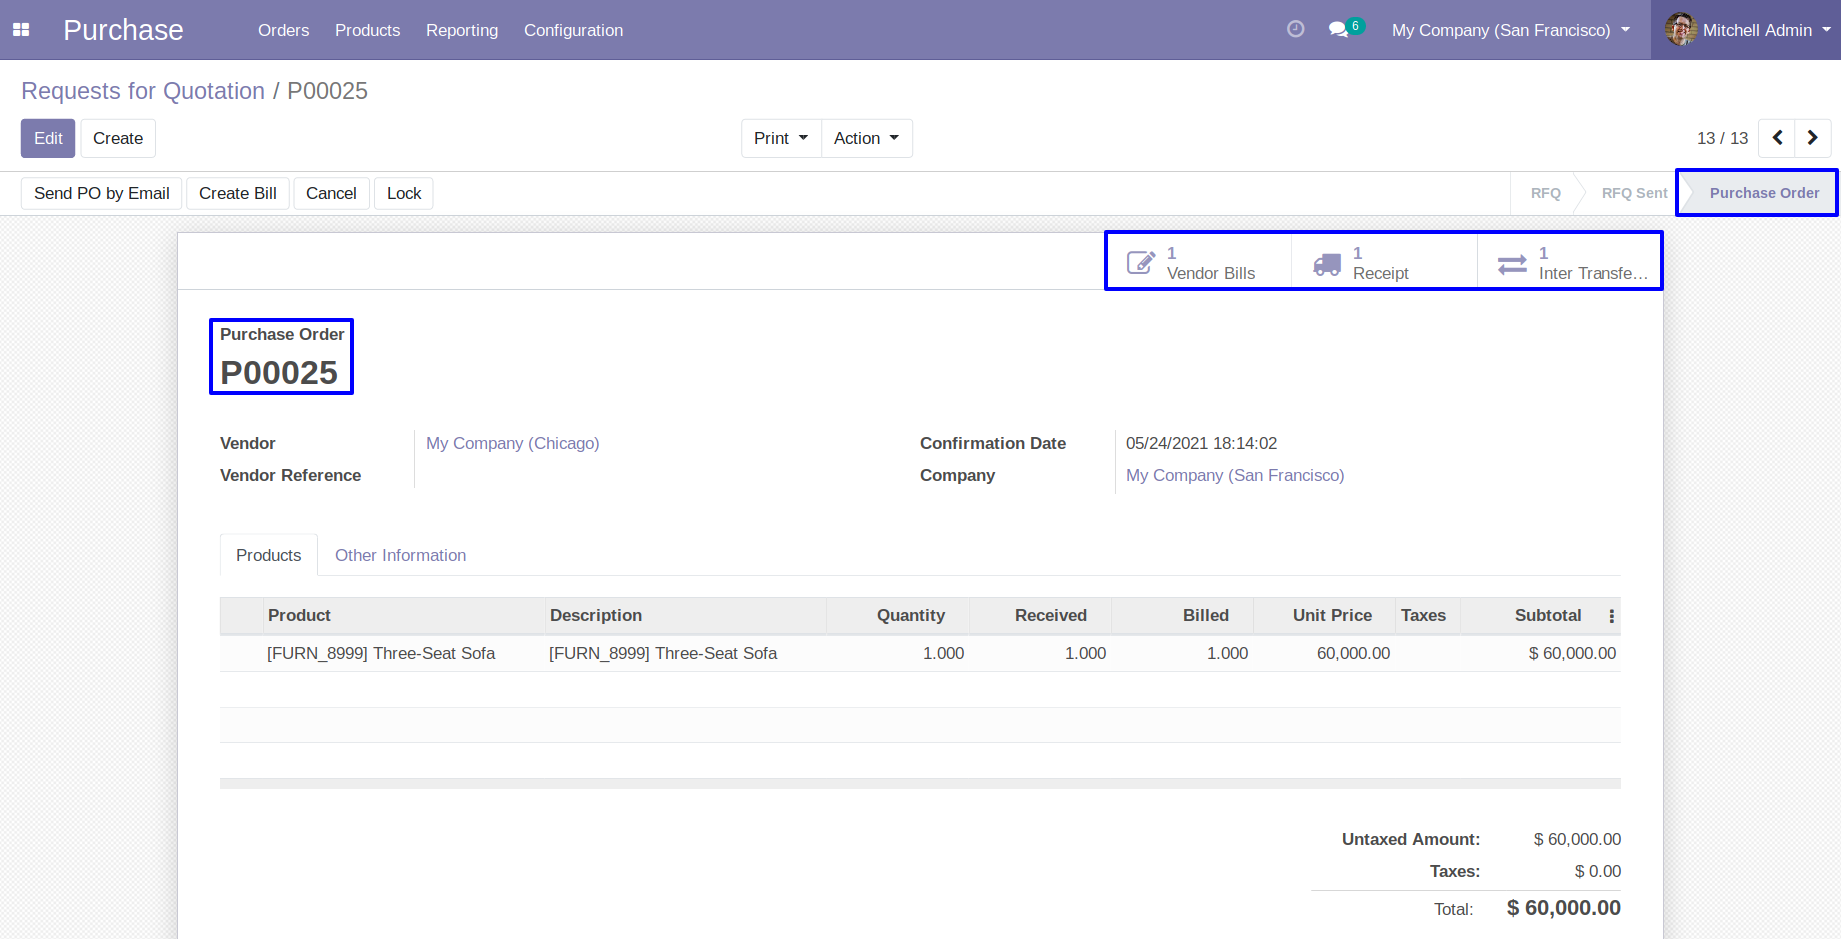 Purchase Orders Products Reporting Configuration 6 My Company (San Francisco) Mitchell Admin
Requests for Quotation / P00025
Edit Create Print Action 13 / 13
Send PO by Email Create Bill Cancel Lock RFQ RFQ Sent Purchase Order
1 1 1
Vendor Bills Receipt Inter Transfe...
Purchase Order
P00025
Vendor My Company (Chicago) Confirmation Date 05/24/2021 18:14:02
Vendor Reference Company My Company (San Francisco)
Products Other Information
Product Description Quantity Received Billed Unit Price Taxes Subtotal
[FURN_8999] Three-Seat Sofa [FURN_8999] Three-Seat Sofa 1.000 1.000 1.000 60,000.00 $ 60,000.00
Untaxed Amount: $ 60,000.00
Taxes: $ 0.00
Total: $ 60,000.00